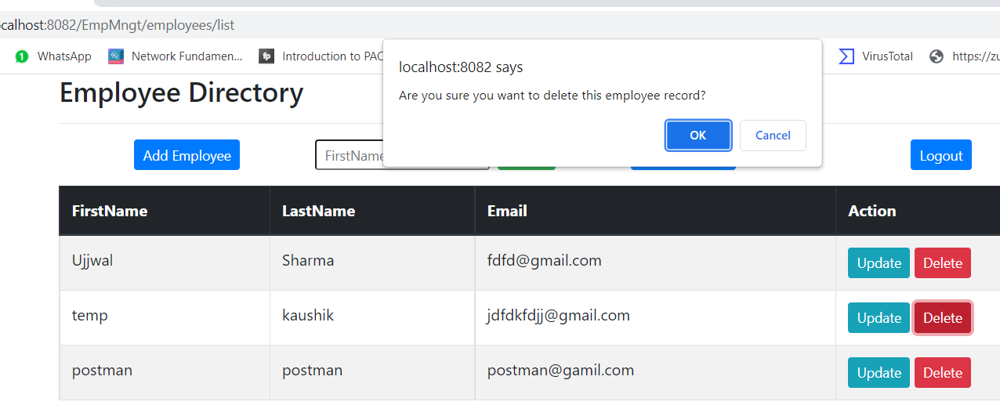 localhost:8082/EmpMngt/employees/list
WhatsApp Network Fundamen... Introduction to PAC VirusTotal https://zu
localhost:8082 says
Are you sure you want to delete this employee record?
OK Cancel
Employee Directory
Add Employee FirstName Logout
FirstName LastName Email Action
Ujjwal Sharma fdfd@gmail.com Update Delete
temp kaushik jdfdkfdjj@gmail.com Update Delete
postman postman postman@gamil.com Update Delete